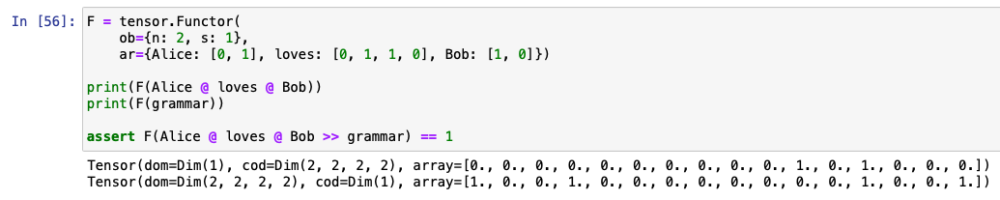 In [56]: F = tensor.Functor(
ob={n: 2, s: 1},
ar={Alice: [0, 1], loves: [0, 1, 1, 0], Bob: [1, 0]})
print(F(Alice @ loves @ Bob))
print(F(grammar))
assert F(Alice @ loves @ Bob >> grammar) == 1
Tensor(dom=Dim(1), cod=Dim(2, 2, 2, 2), array=[0., 0., 0., 0., 0., 0., 0., 0., 0., 0., 1., 0., 1., 0., 0., 0.])
Tensor(dom=Dim(2, 2, 2, 2), cod=Dim(1), array=[1., 0., 0., 1., 0., 0., 0., 0., 0., 0., 0., 0., 1., 0., 0., 1.])